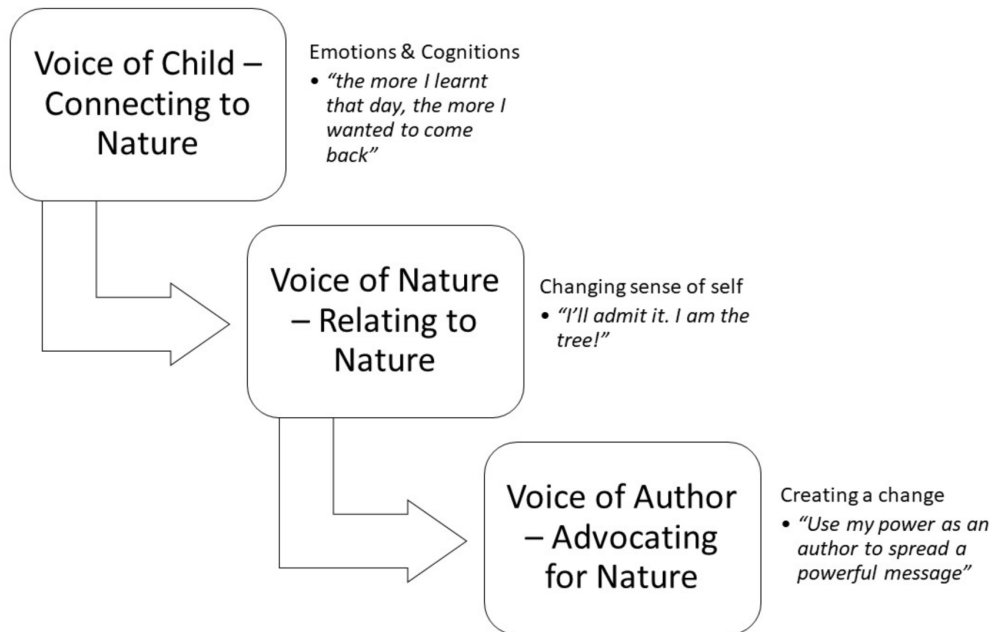 Voice of Child –
Connecting to
Nature
Emotions & Cognitions
• “the more I learnt
that day, the more I
wanted to come
back”
Voice of Nature
– Relating to
Nature
Changing sense of self
• “I’ll admit it. I am the
tree!”
Voice of Author
– Advocating
for Nature
Creating a change
• “Use my power as an
author to spread a
powerful message”